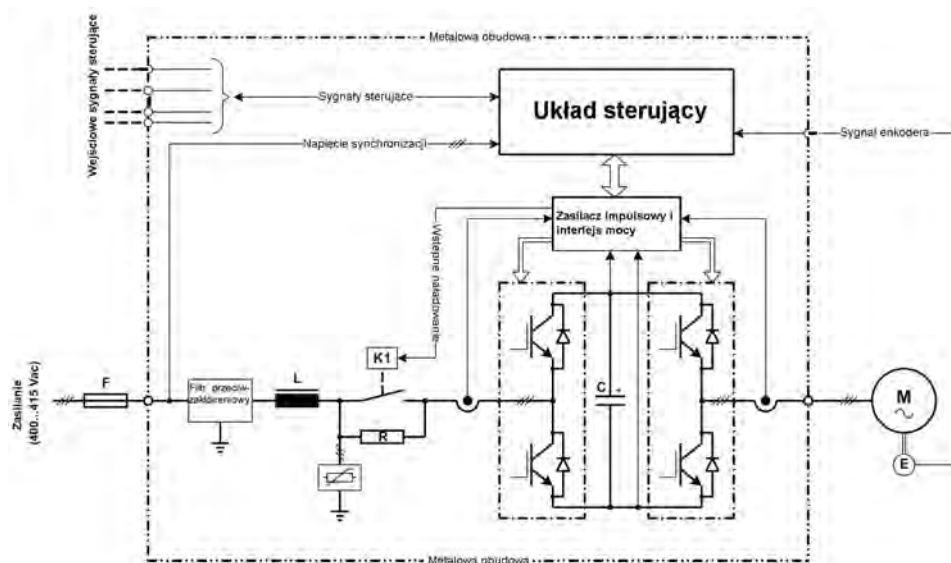 Metalowa obudowa
Wejściowe sygnały sterujące
Sygnały sterujące
Układ sterujący
Sygnał enkodera
Napięcie synchronizacji
Zasilacz impulsowy i
interfejs mocy
Wstępne naładowanie
K1
Zasilanie
(400...415 Vac)
F
Filtr przeciw-
zakłóceniowy
L
R
C
+
M
E
Metalowa obudowa